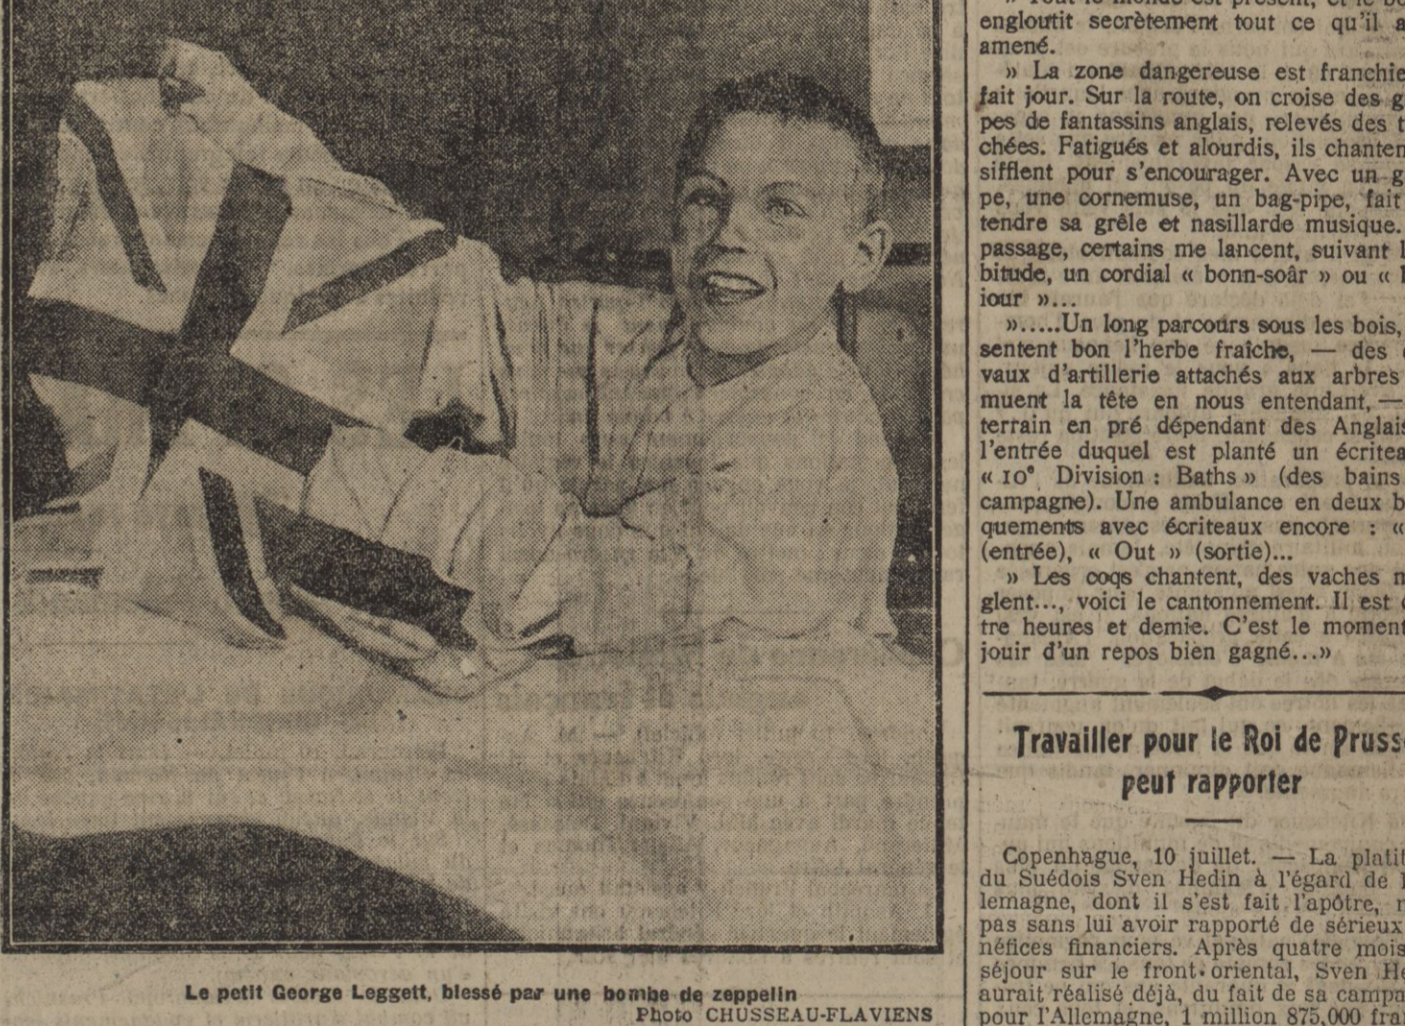 engloutit secrètement tout ce qu'il a
amené.
» La zone dangereuse est franchie
fait jour. Sur la route, on croise des g
pes de fantassins anglais, relevés des t
chées. Fatigués et alourdis, ils chanten
sifflent pour s'encourager. Avec un g
pe, une cornemuse, un bag-pipe, fait
tendre sa grêle et nasillarde musique.
passage, certains me lancent, suivant l
bitude, un cordial « bonn-soâr » ou «
iour »...
».....Un long parcours sous les bois,
sentent bon l'herbe fraîche, — des
vaux d'artillerie attachés aux arbres
muent la tête en nous entendant, —
terrain en pré dépendant des Anglais
l'entrée duquel est planté un écritea
« 10e Division : Baths » (des bains
campagne). Une ambulance en deux b
quements avec écriteaux encore : «
(entrée), « Out » (sortie)...
» Les coqs chantent, des vaches m
glent..., voici le cantonnement. Il est
tre heures et demie. C'est le moment
jouir d'un repos bien gagné...»
Travailler pour le Roi de Pruss
peut rapporter
Copenhague, 10 juillet. — La platit
du Suédois Sven Hedin à l'égard de l
lemagne, dont il s'est fait l'apôtre, n
pas sans lui avoir rapporté de sérieux
néfices financiers. Après quatre mois
séjour sur le front oriental, Sven He
aurait réalisé déjà, du fait de sa campa
pour l'Allemagne, 1 million 875.000 fran
Le petit George Leggett, blessé par une bombe de zeppelin
Photo CHUSSEAU-FLAVIENS